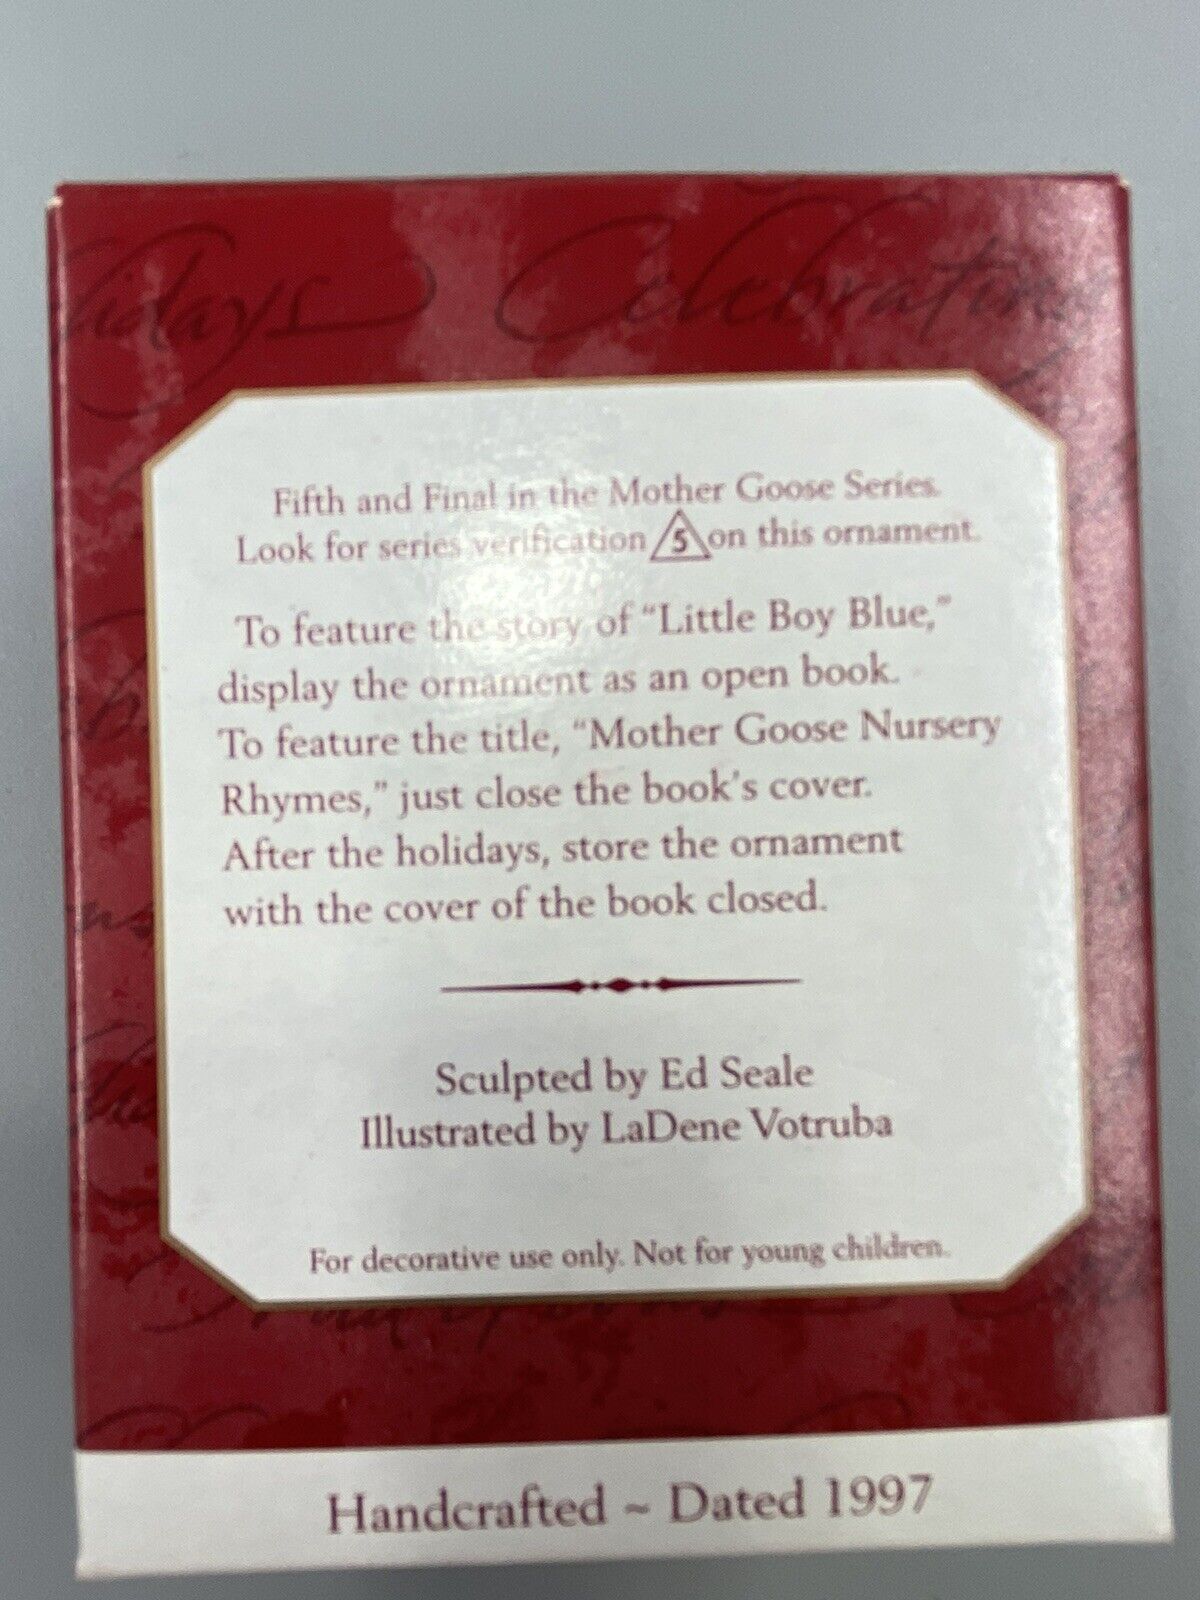 Celebrating
Fifth and Final in the Mother Goose Series.
Look for series verification 5 on this ornament.
To feature the story of “Little Boy Blue,”
display the ornament as an open book.
To feature the title, “Mother Goose Nursery
Rhymes,” just close the book’s cover.
After the holidays, store the ornament
with the cover of the book closed.
Sculpted by Ed Seale
Illustrated by LaDene Votruba
For decorative use only. Not for young children.
Handcrafted ~ Dated 1997